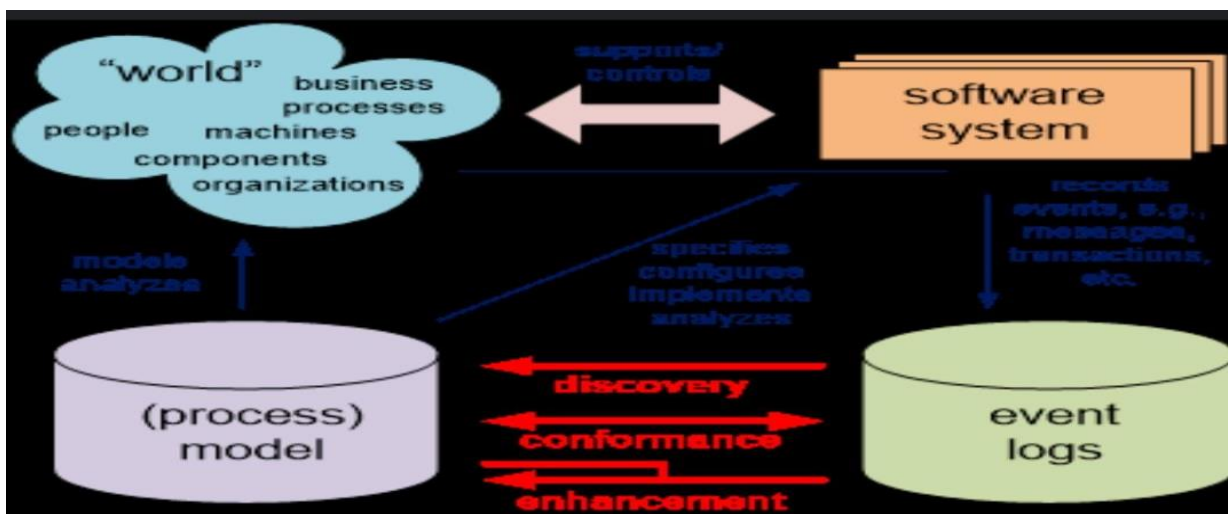 “world”
business
processes
people
machines
components
organizations
supports/
controls
software
system
records
events, e.g.,
messages,
transactions,
etc.
models
analyzes
specifies
configures
implements
analyzes
(process)
model
discovery
conformance
enhancement
event
logs